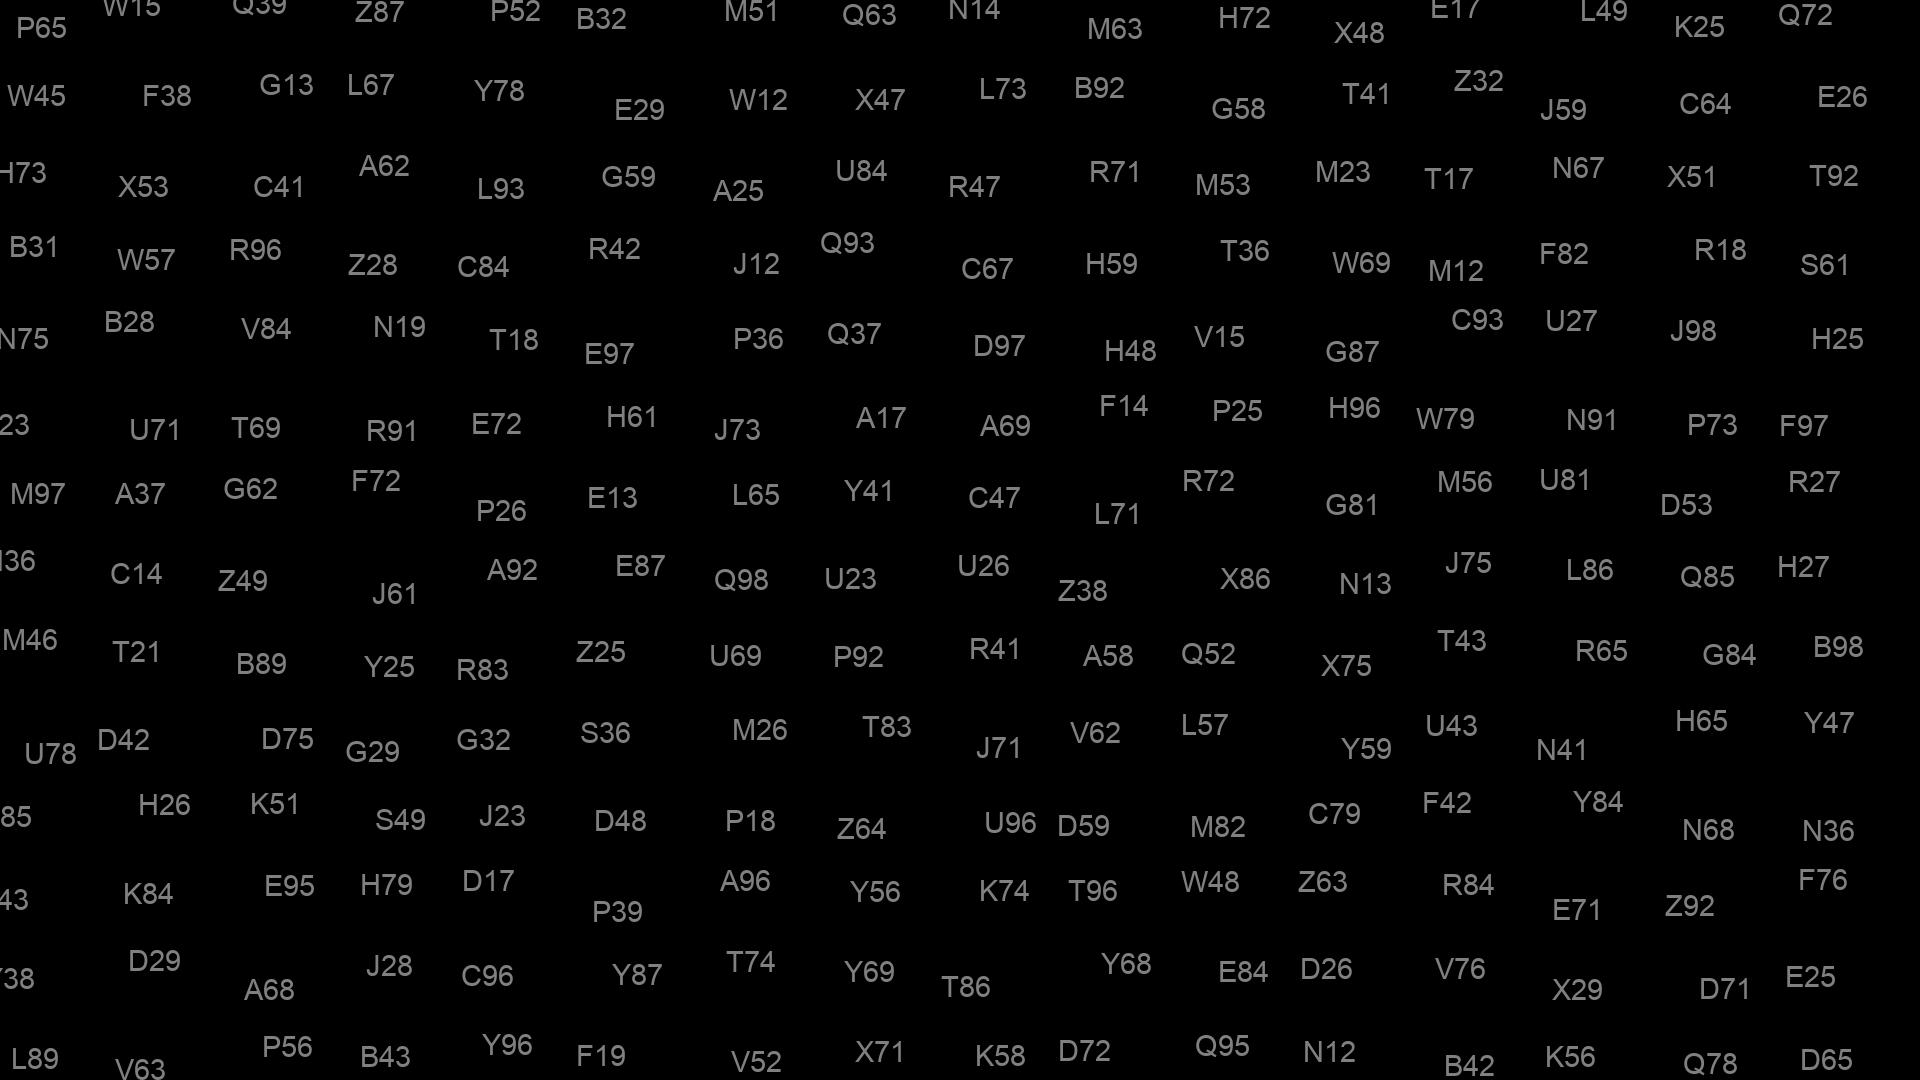 P65 W15 Q39 Z87 P52 B32 M51 Q63 N14 M63 H72 X48 E17 L49 K25 Q72
W45 F38 G13 L67 Y78 E29 W12 X47 L73 B92 G58 T41 Z32 J59 C64 E26
H73 X53 C41 A62 L93 G59 A25 U84 R47 R71 M53 M23 T17 N67 X51 T92
B31 W57 R96 Z28 C84 R42 J12 Q93 C67 H59 T36 W69 M12 F82 R18 S61
N75 B28 V84 N19 T18 E97 P36 Q37 D97 H48 V15 G87 C93 U27 J98 H25
23 U71 T69 R91 E72 H61 J73 A17 A69 F14 P25 H96 W79 N91 P73 F97
M97 A37 G62 F72 P26 E13 L65 Y41 C47 L71 R72 G81 M56 U81 D53 R27
36 C14 Z49 J61 A92 E87 Q98 U23 U26 Z38 X86 N13 J75 L86 Q85 H27
M46 T21 B89 Y25 R83 Z25 U69 P92 R41 A58 Q52 X75 T43 R65 G84 B98
U78 D42 D75 G29 G32 S36 M26 T83 J71 V62 L57 Y59 U43 N41 H65 Y47
85 H26 K51 S49 J23 D48 P18 Z64 U96 D59 M82 C79 F42 Y84 N68 N36
43 K84 E95 H79 D17 P39 A96 Y56 K74 T96 W48 Z63 R84 E71 Z92 F76
38 D29 A68 J28 C96 Y87 T74 Y69 T86 Y68 E84 D26 V76 X29 D71 E25
L89 V63 P56 B43 Y96 F19 V52 X71 K58 D72 Q95 N12 B42 K56 Q78 D65